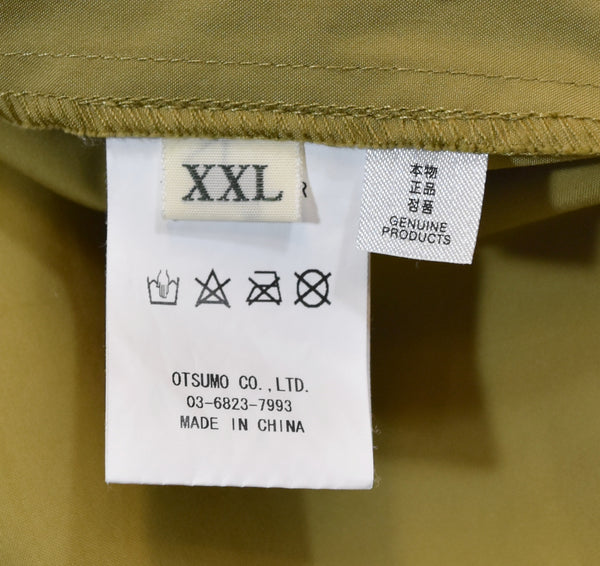 XXL
R
本物
正品
정품
GENUINE
PRODUCTS
OTSUMO CO.,LTD.
03-6823-7993
MADE IN CHINA